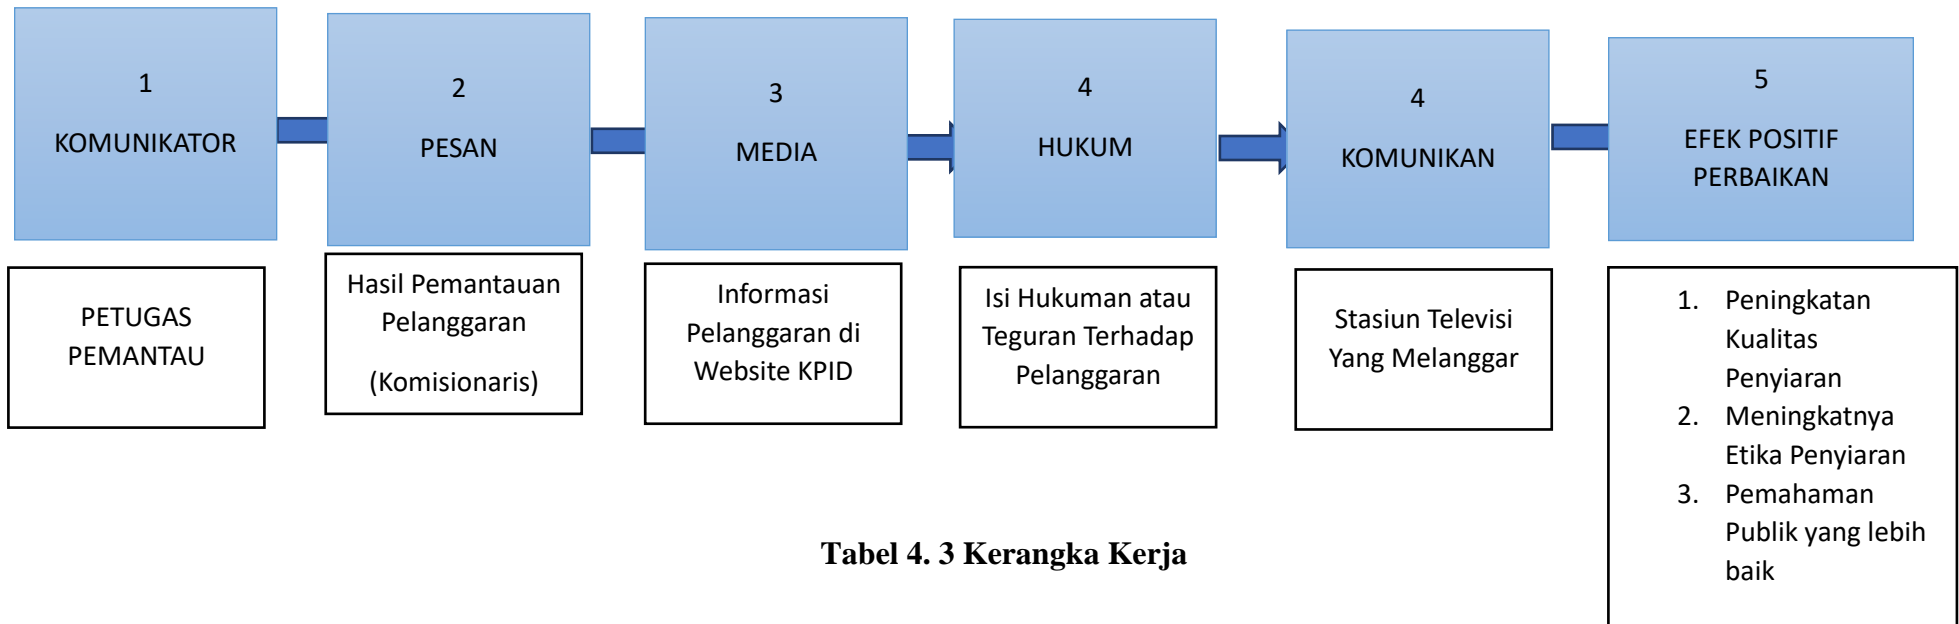 1
KOMUNIKATOR
2
PESAN
3
MEDIA
4
HUKUM
4
KOMUNIKAN
5
EFEK POSITIF
PERBAIKAN
PETUGAS
PEMANTAU
Hasil Pemantauan
Pelanggaran
(Komisionaris)
Informasi
Pelanggaran di
Website KPID
Isi Hukuman atau
Teguran Terhadap
Pelanggaran
Stasiun Televisi
Yang Melanggar
1. Peningkatan
Kualitas
Penyiaran
2. Meningkatnya
Etika Penyiaran
3. Pemahaman
Publik yang lebih
baik
Tabel 4. 3 Kerangka Kerja